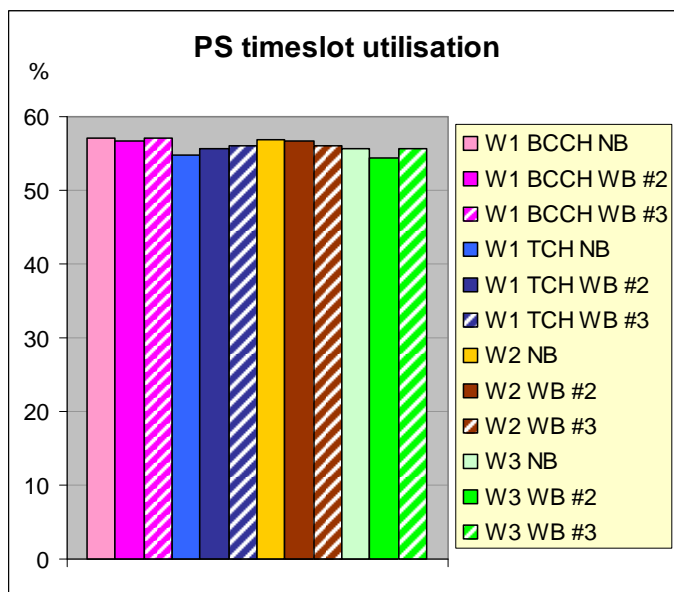 PS timeslot utilisation
%
60
50
40
30
20
10
0
W1 BCCH NB
W1 BCCH WB #2
W1 BCCH WB #3
W1 TCH NB
W1 TCH WB #2
W1 TCH WB #3
W2 NB
W2 WB #2
W2 WB #3
W3 NB
W3 WB #2
W3 WB #3